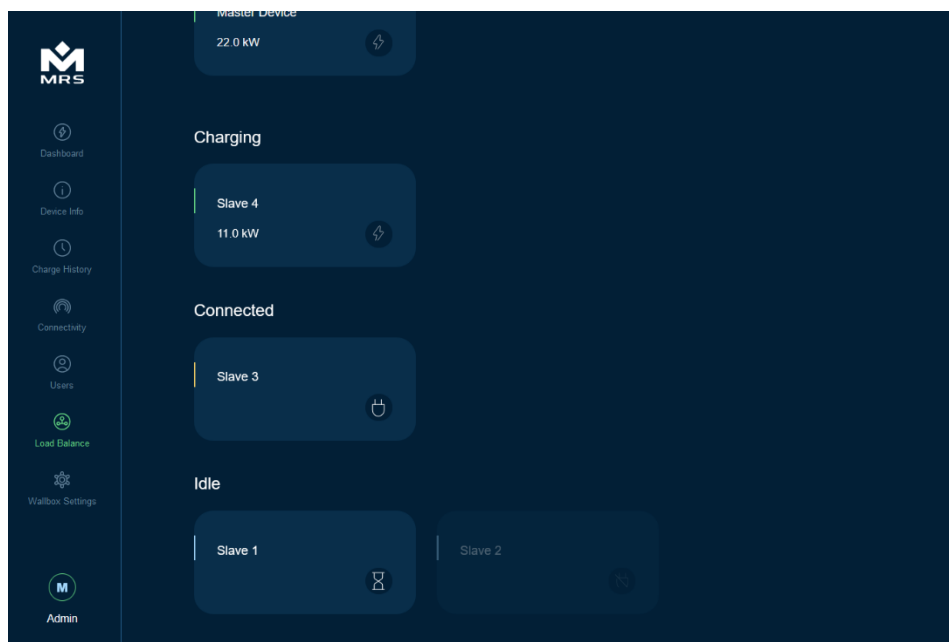 Master Device
22.0 kW
MRS
Dashboard
Device Info
Charge History
Connectivity
Users
Load Balance
Wallbox Settings
M
Admin
Charging
Slave 4
11.0 kW
Connected
Slave 3
Idle
Slave 1
Slave 2